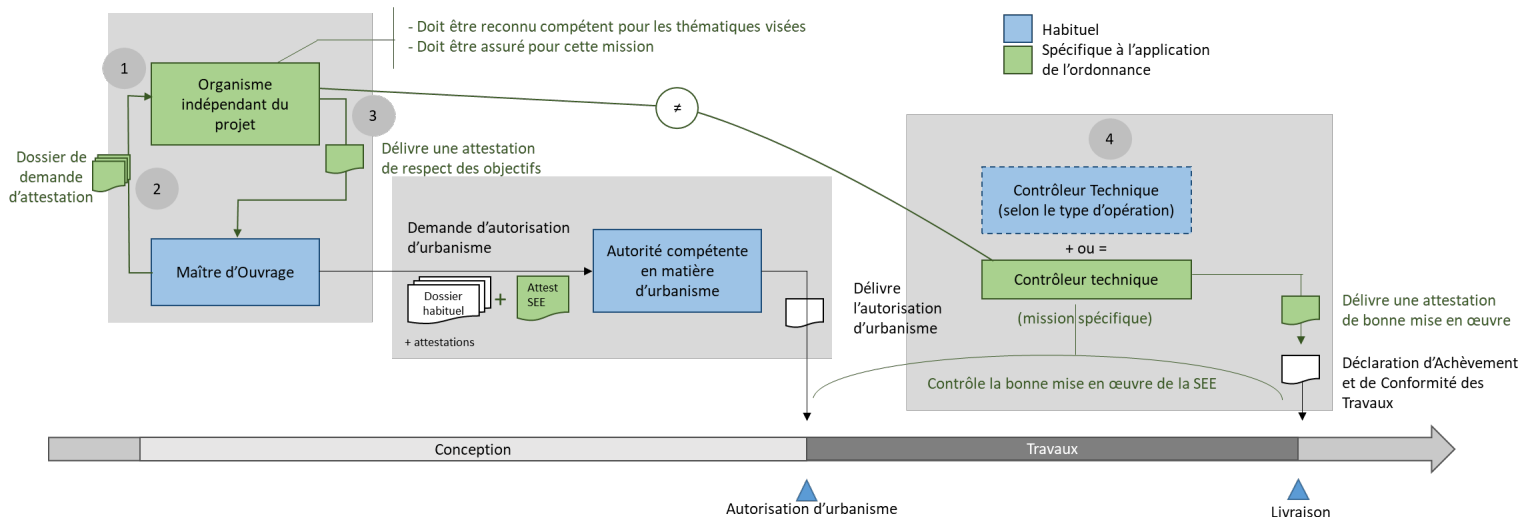 - Doit être reconnu compétent pour les thématiques visées
- Doit être assuré pour cette mission
Habituel
Spécifique à l'application
de l'ordonnance
1
Organisme
indépendant du
projet
3
≠
4
Dossier de
demande
d'attestation
2
Délivre une attestation
de respect des objectifs
Contrôleur Technique
(selon le type d'opération)
+ ou =
Contrôleur technique
(mission spécifique)
Maître d'Ouvrage
Demande d'autorisation
d'urbanisme
Dossier
habituel
+
Attest
SEE
+ attestations
Autorité compétente
en matière
d'urbanisme
Délivre
l'autorisation
d'urbanisme
Délivre une attestation
de bonne mise en œuvre
Contrôle la bonne mise en œuvre de la SEE
Déclaration d'Achèvement
et de Conformité des
Travaux
Conception
Travaux
Autorisation d'urbanisme
Livraison